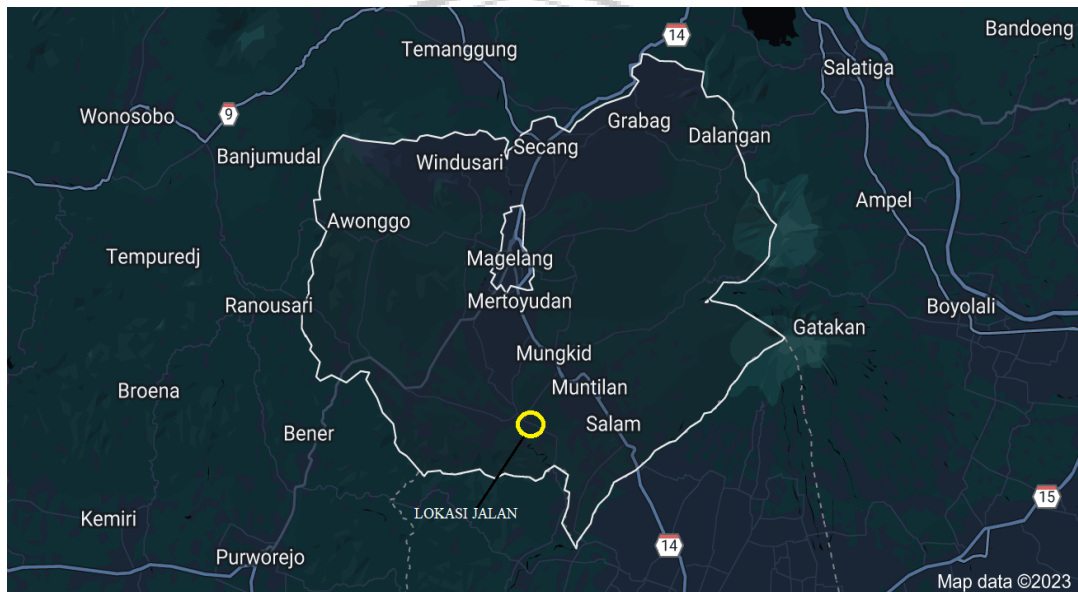 Bandoeng
14
Temanggung
Salatiga
Wonosobo
9
Grabag
Dalangan
Secang
Banjumudal
Windusari
Ampel
Awonggo
Tempuredj
Magelang
Ranousari
Mertoyudan
Boyolali
Gatakan
Mungkid
Broena
Muntilan
Salam
Bener
15
LOKASI JALAN
Kemiri
14
Purworejo
Map data ©2023